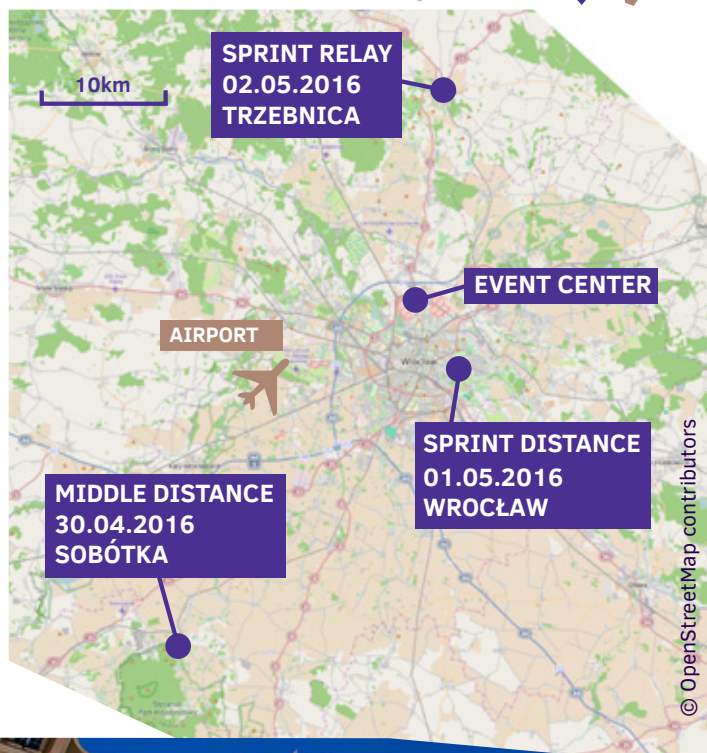 SPRINT RELAY
02.05.2016
TRZEBNICA
10km
EVENT CENTER
AIRPORT
Wrocław
SPRINT DISTANCE
01.05.2016
WROCŁAW
MIDDLE DISTANCE
30.04.2016
SOBÓTKA
© OpenStreetMap contributors